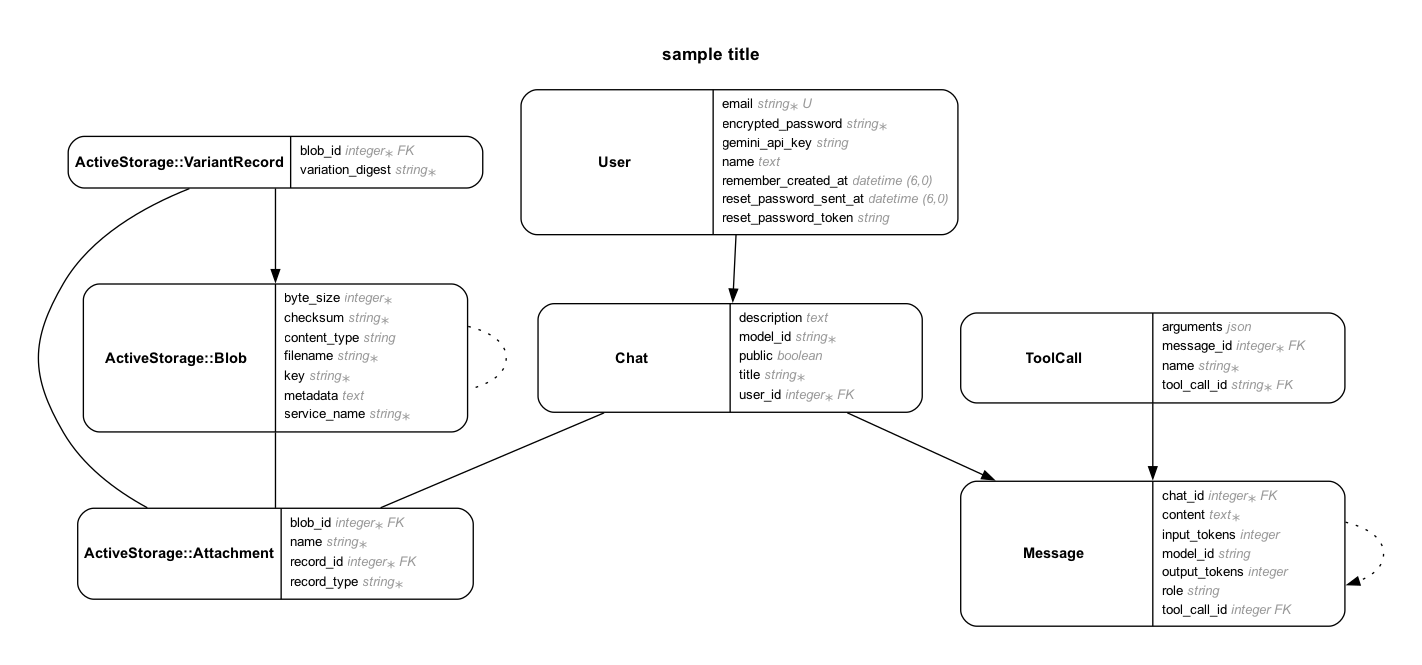 sample title
ActiveStorage::VariantRecord
blob_id integer* FK
variation_digest string*
User
email string* U
encrypted_password string*
gemini_api_key string
name text
remember_created_at datetime (6,0)
reset_password_sent_at datetime (6,0)
reset_password_token string
ActiveStorage::Blob
byte_size integer*
checksum string*
content_type string
filename string*
key string*
metadata text
service_name string*
Chat
description text
model_id string*
public boolean
title string*
user_id integer* FK
ToolCall
arguments json
message_id integer* FK
name string*
tool_call_id string* FK
ActiveStorage::Attachment
blob_id integer* FK
name string*
record_id integer* FK
record_type string*
Message
chat_id integer* FK
content text*
input_tokens integer
model_id string
output_tokens integer
role string
tool_call_id integer FK